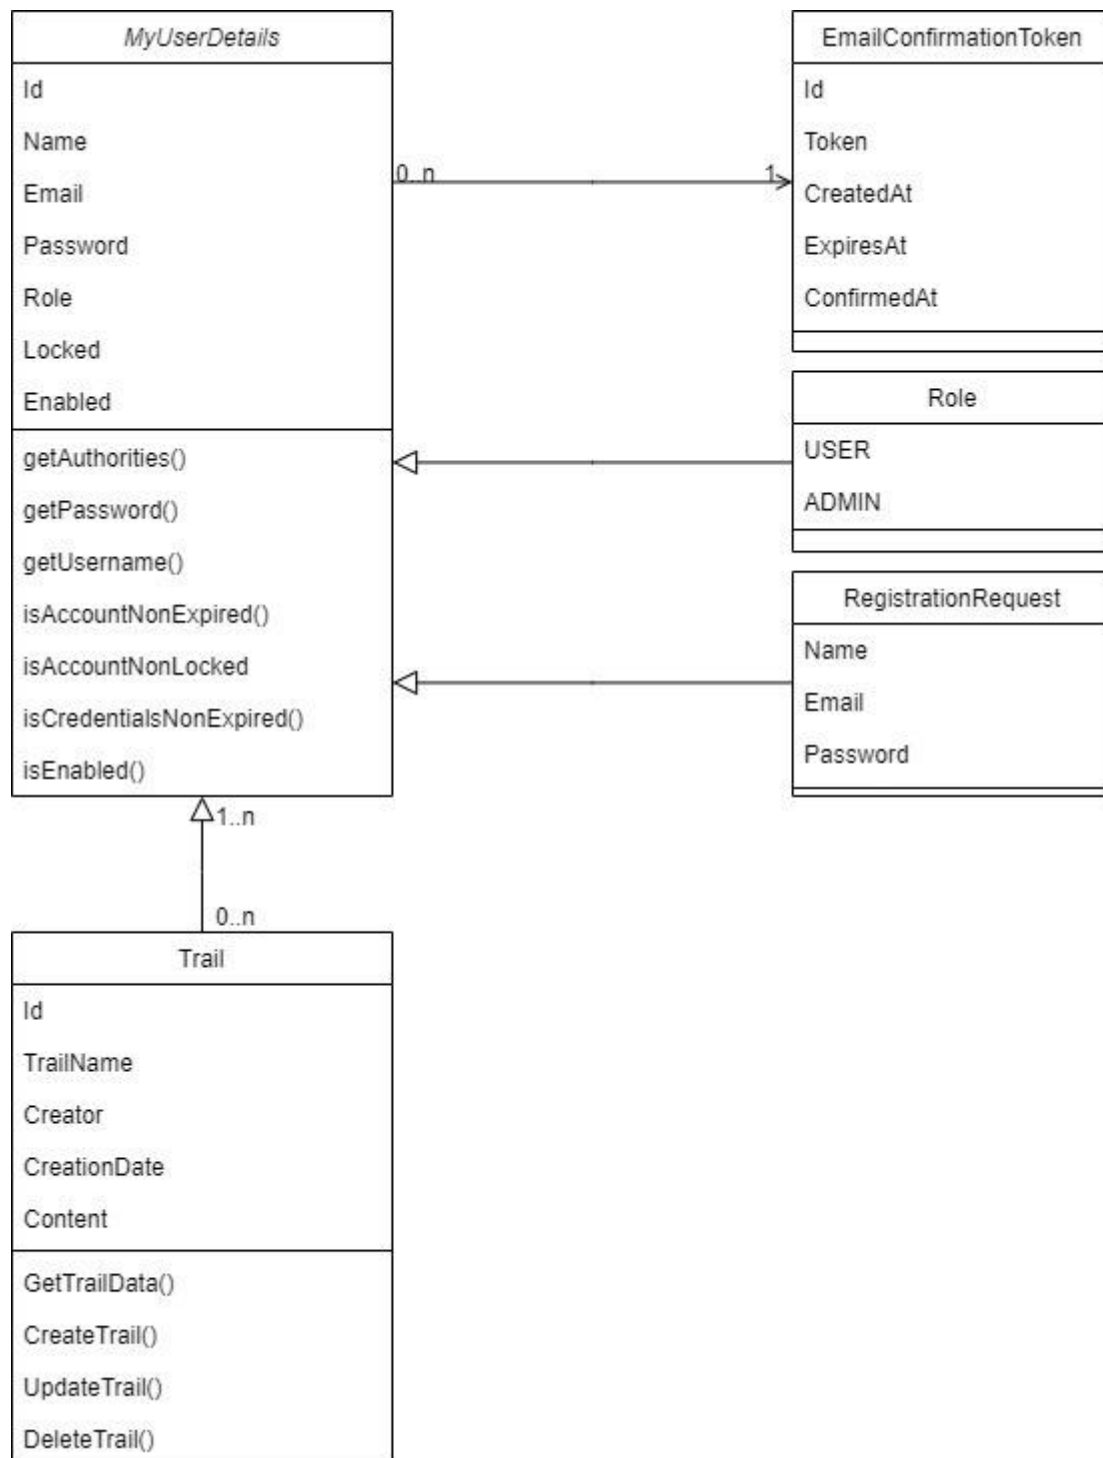 MyUserDetails
Id
Name
Email
Password
Role
Locked
Enabled
getAuthorities()
getPassword()
getUsername()
isAccountNonExpired()
isAccountNonLocked
isCredentialsNonExpired()
isEnabled()
0..n
1
EmailConfirmationToken
Id
Token
CreatedAt
ExpiresAt
ConfirmedAt
Role
USER
ADMIN
RegistrationRequest
Name
Email
Password
1..n
0..n
Trail
Id
TrailName
Creator
CreationDate
Content
GetTrailData()
CreateTrail()
UpdateTrail()
DeleteTrail()